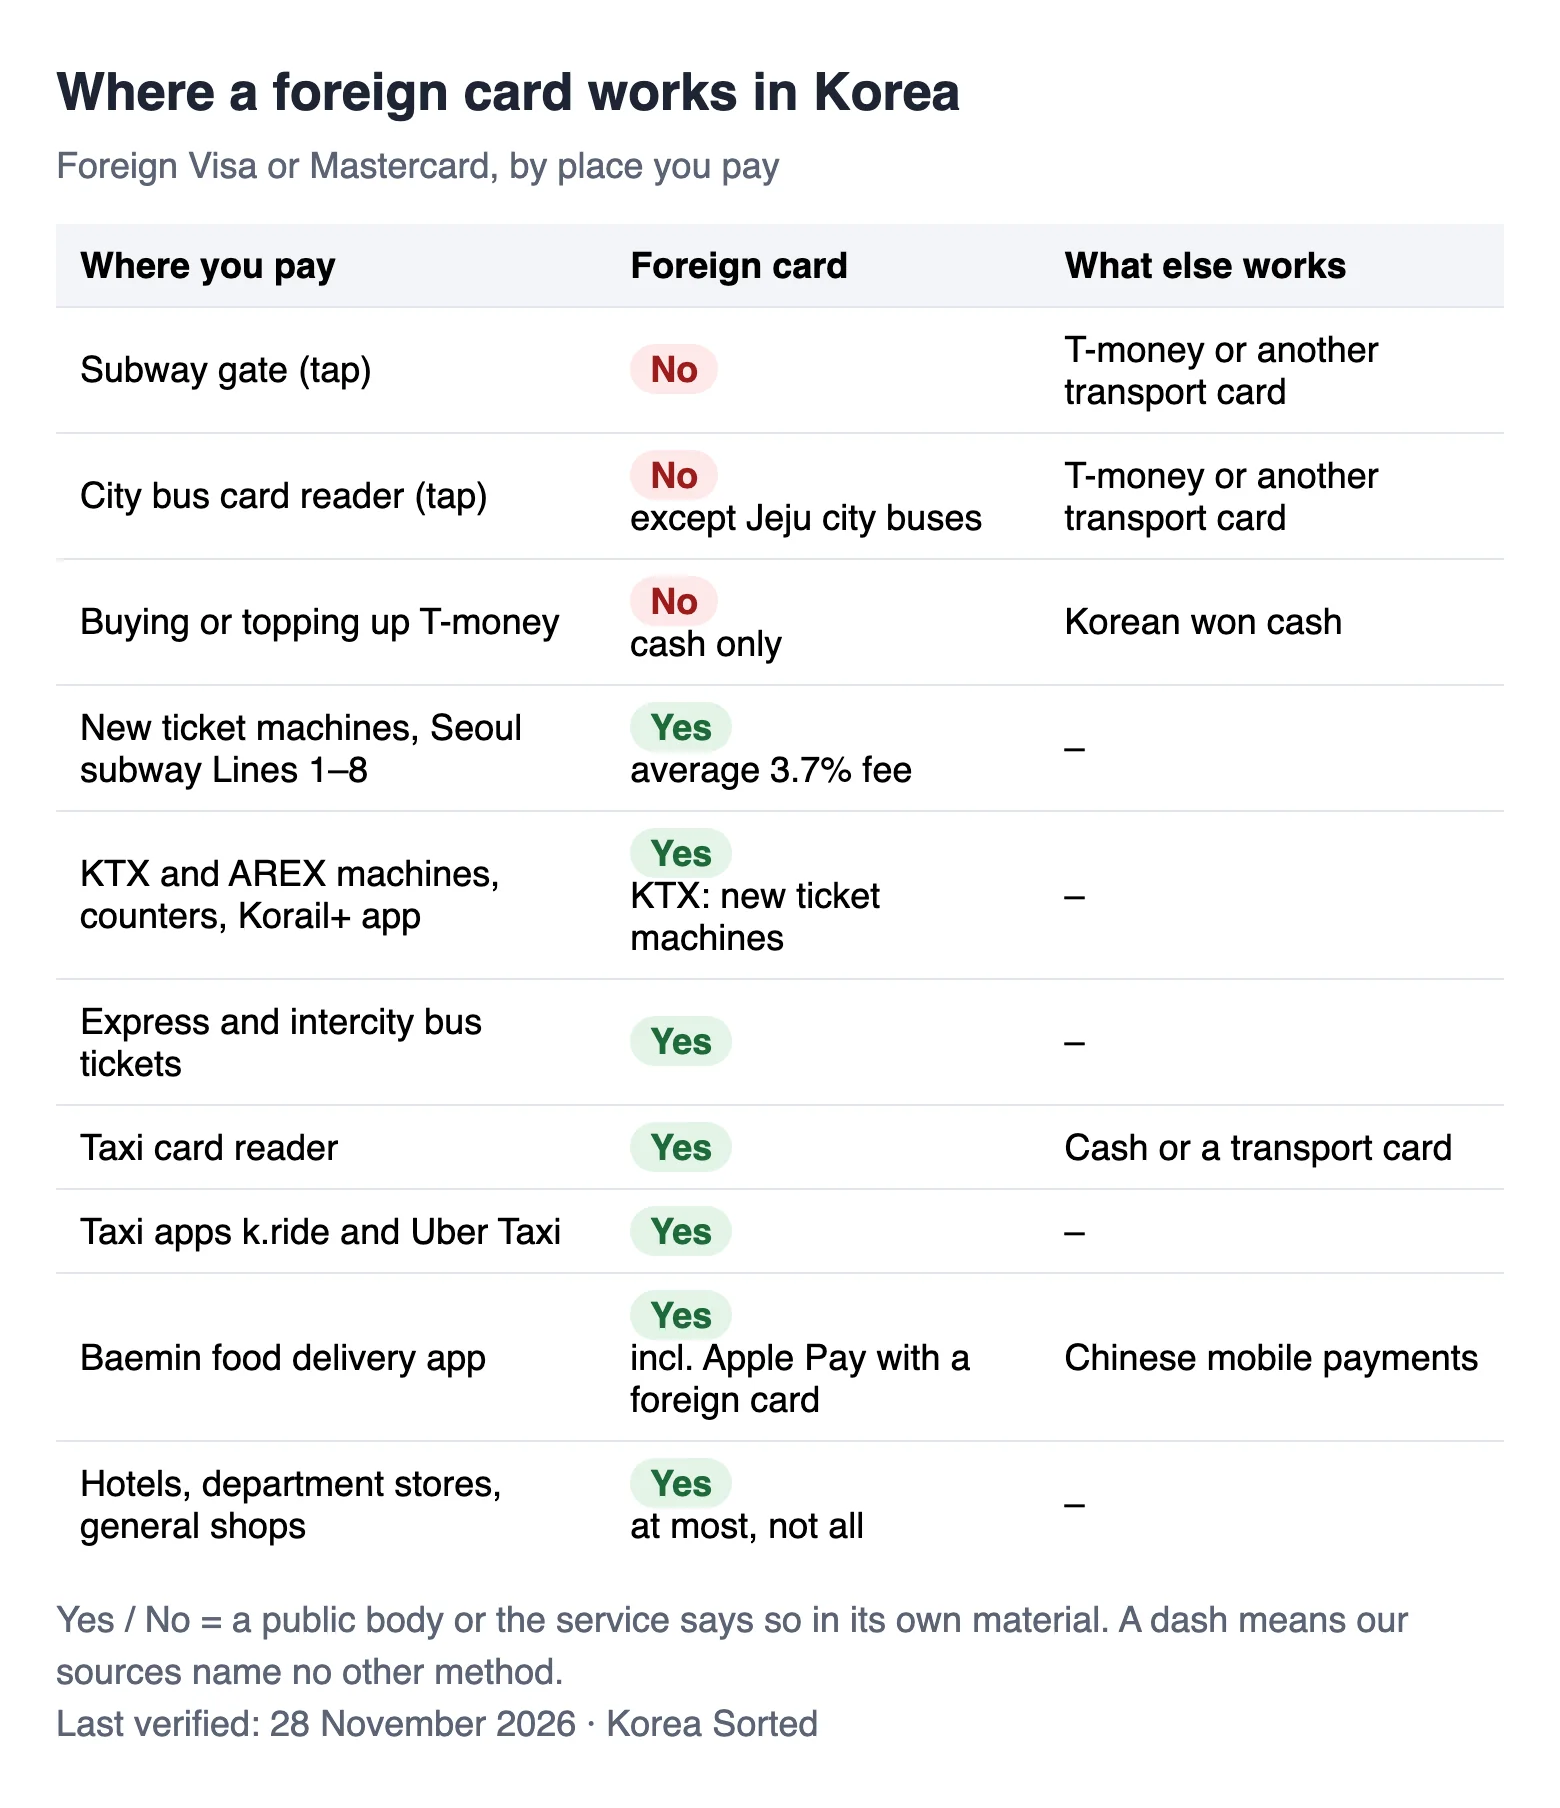 Where a foreign card works in Korea
Foreign Visa or Mastercard, by place you pay
Where you pay Foreign card What else works
Subway gate (tap) No T-money or another
transport card
City bus card reader (tap) No
except Jeju city buses T-money or another
transport card
Buying or topping up T-money No
cash only Korean won cash
New ticket machines, Seoul
subway Lines 1–8 Yes
average 3.7% fee –
KTX and AREX machines,
counters, Korail+ app Yes
KTX: new ticket
machines –
Express and intercity bus
tickets Yes –
Taxi card reader Yes Cash or a transport card
Taxi apps k.ride and Uber Taxi Yes –
Baemin food delivery app Yes
incl. Apple Pay with a
foreign card Chinese mobile payments
Hotels, department stores,
general shops Yes
at most, not all –
Yes / No = a public body or the service says so in its own material. A dash means our
sources name no other method.
Last verified: 28 November 2026 · Korea Sorted